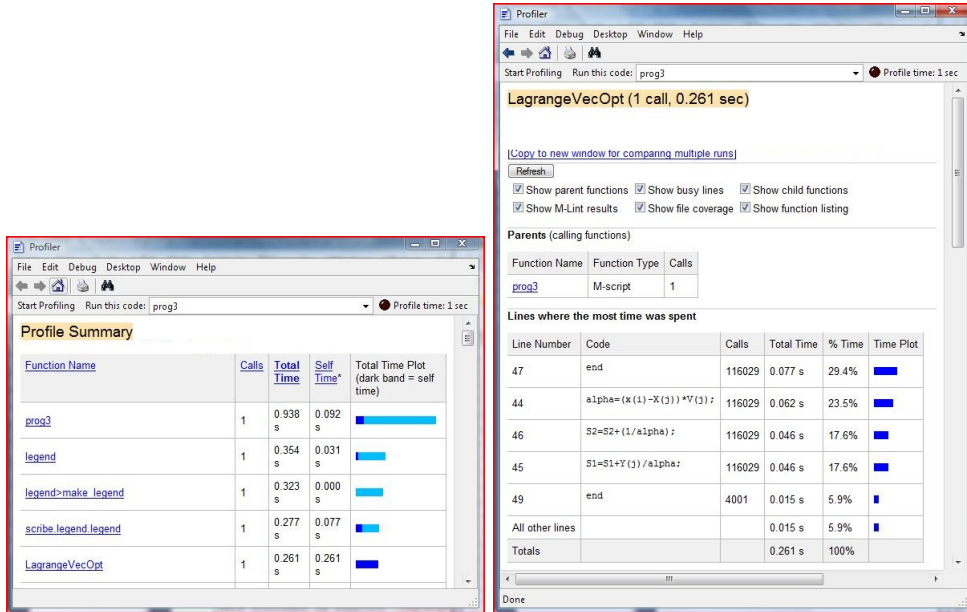 Profiler
File Edit Debug Desktop Window Help
Start Profiling Run this code: prog3 Profile time: 1 sec
Profile Summary
Function Name Calls Total Time Self Time* Total Time Plot (dark band = self time)
prog3 1 0.938 s 0.092 s
legend 1 0.354 s 0.031 s
legend>make_legend 1 0.323 s 0.000 s
scribe.legend.legend 1 0.277 s 0.077 s
LagrangeVecOpt 1 0.261 s 0.261 s
Profiler
File Edit Debug Desktop Window Help
Start Profiling Run this code: prog3 Profile time: 1 sec
LagrangeVecOpt (1 call, 0.261 sec)
[Copy to new window for comparing multiple runs]
Refresh
Show parent functions Show busy lines Show child functions
Show M-Lint results Show file coverage Show function listing
Parents (calling functions)
Function Name Function Type Calls
prog3 M-script 1
Lines where the most time was spent
Line Number Code Calls Total Time % Time Time Plot
47 end 116029 0.077 s 29.4%
44 alpha=(x(i)-X(j))*V(j); 116029 0.062 s 23.5%
46 S2=S2+(1/alpha); 116029 0.046 s 17.6%
45 S1=S1+Y(j)/alpha; 116029 0.046 s 17.6%
49 end 4001 0.015 s 5.9%
All other lines 0.015 s 5.9%
Totals 0.261 s 100%
Done